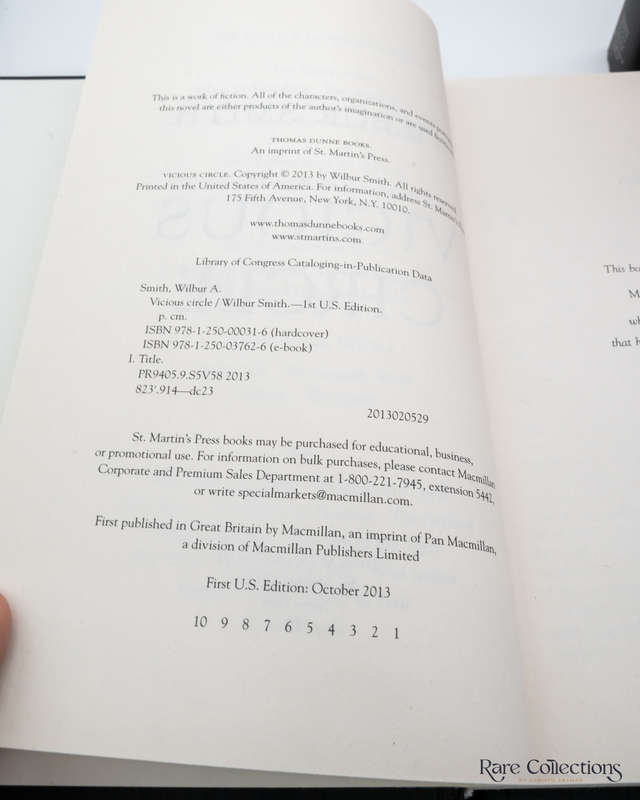 This is a work of fiction. All of the characters, organizations, and events
this novel are either products of the author's imagination or are used
THOMAS DUNNE BOOKS.
An imprint of St. Martin's Press.
VICIOUS CIRCLE. Copyright © 2013 by Wilbur Smith. All rights reserved.
Printed in the United States of America. For information, address St. Martin's
175 Fifth Avenue, New York, N.Y. 10010.
www.thomasdunnebooks.com
www.stmartins.com
Library of Congress Cataloging-in-Publication Data
Smith, Wilbur A.
Vicious circle / Wilbur Smith.—1st U.S. Edition.
p. cm.
ISBN 978-1-250-00031-6 (hardcover)
ISBN 978-1-250-03762-6 (e-book)
I. Title.
PR9405.9.S5V58 2013
823'.914—dc23
2013020529
St. Martin's Press books may be purchased for educational, business,
or promotional use. For information on bulk purchases, please contact Macmillan
Corporate and Premium Sales Department at 1-800-221-7945, extension 5442,
or write specialmarkets@macmillan.com.
First published in Great Britain by Macmillan, an imprint of Pan Macmillan,
a division of Macmillan Publishers Limited
First U.S. Edition: October 2013
10 9 8 7 6 5 4 3 2 1
This
that
Rare Collections